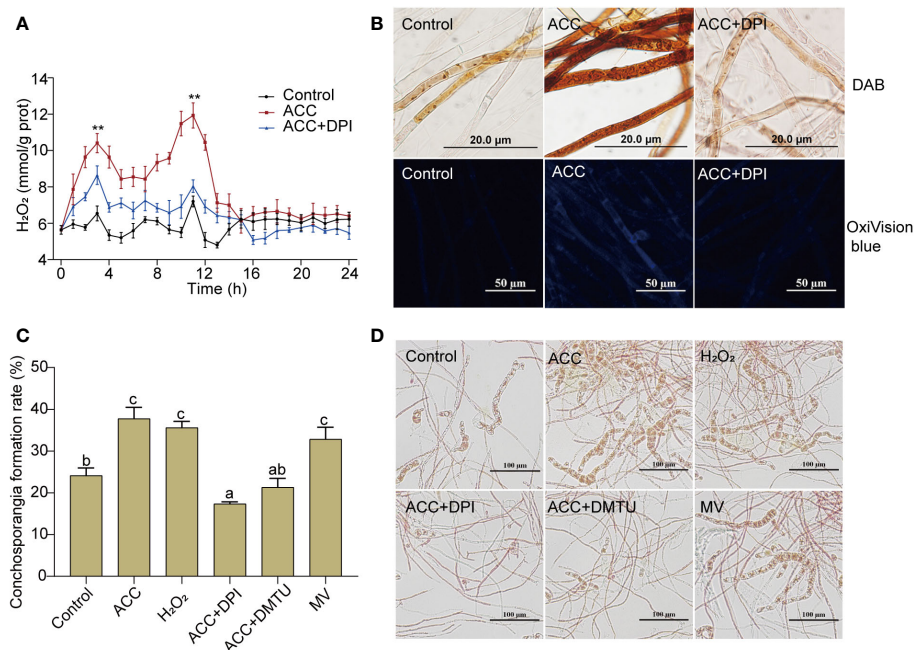 A
H₂O₂ (mmol/g prot)
14
12
10
8
6
4
**
**
Control
ACC
ACC+DPI
0 4 8 12 16 20 24
Time (h)
B
Control
ACC
ACC+DPI
20.0 µm
20.0 µm
20.0 µm
DAB
Control
ACC
ACC+DPI
50 µm
50 µm
50 µm
OxiVision
blue
C
Conchosporangia formation rate (%)
50
40
30
20
10
0
b
c
c
a
ab
c
Control
ACC
H₂O₂
ACC+DPI
ACC+DMTU
MV
D
Control
ACC
H₂O₂
100 µm
100 µm
100 µm
ACC+DPI
ACC+DMTU
MV
100 µm
100 µm
100 µm